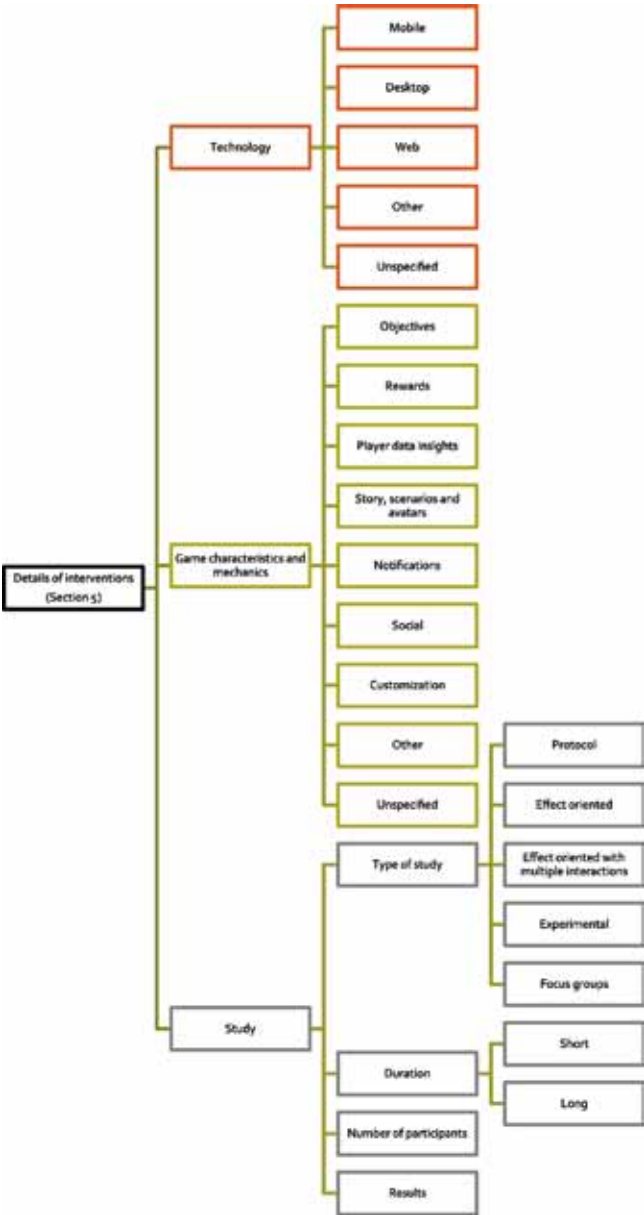 Mobile
Desktop
Technology
Web
Other
Unspecified
Objectives
Rewards
Player data insights
Story, scenarios and
avatars
Details of interventions
(Section 5)
Game characteristics and
mechanics
Notifications
Social
Customization
Other
Unspecified
Protocol
Effect oriented
Type of study
Effect oriented with
multiple interactions
Experimental
Focus groups
Study
Short
Duration
Long
Number of participants
Results